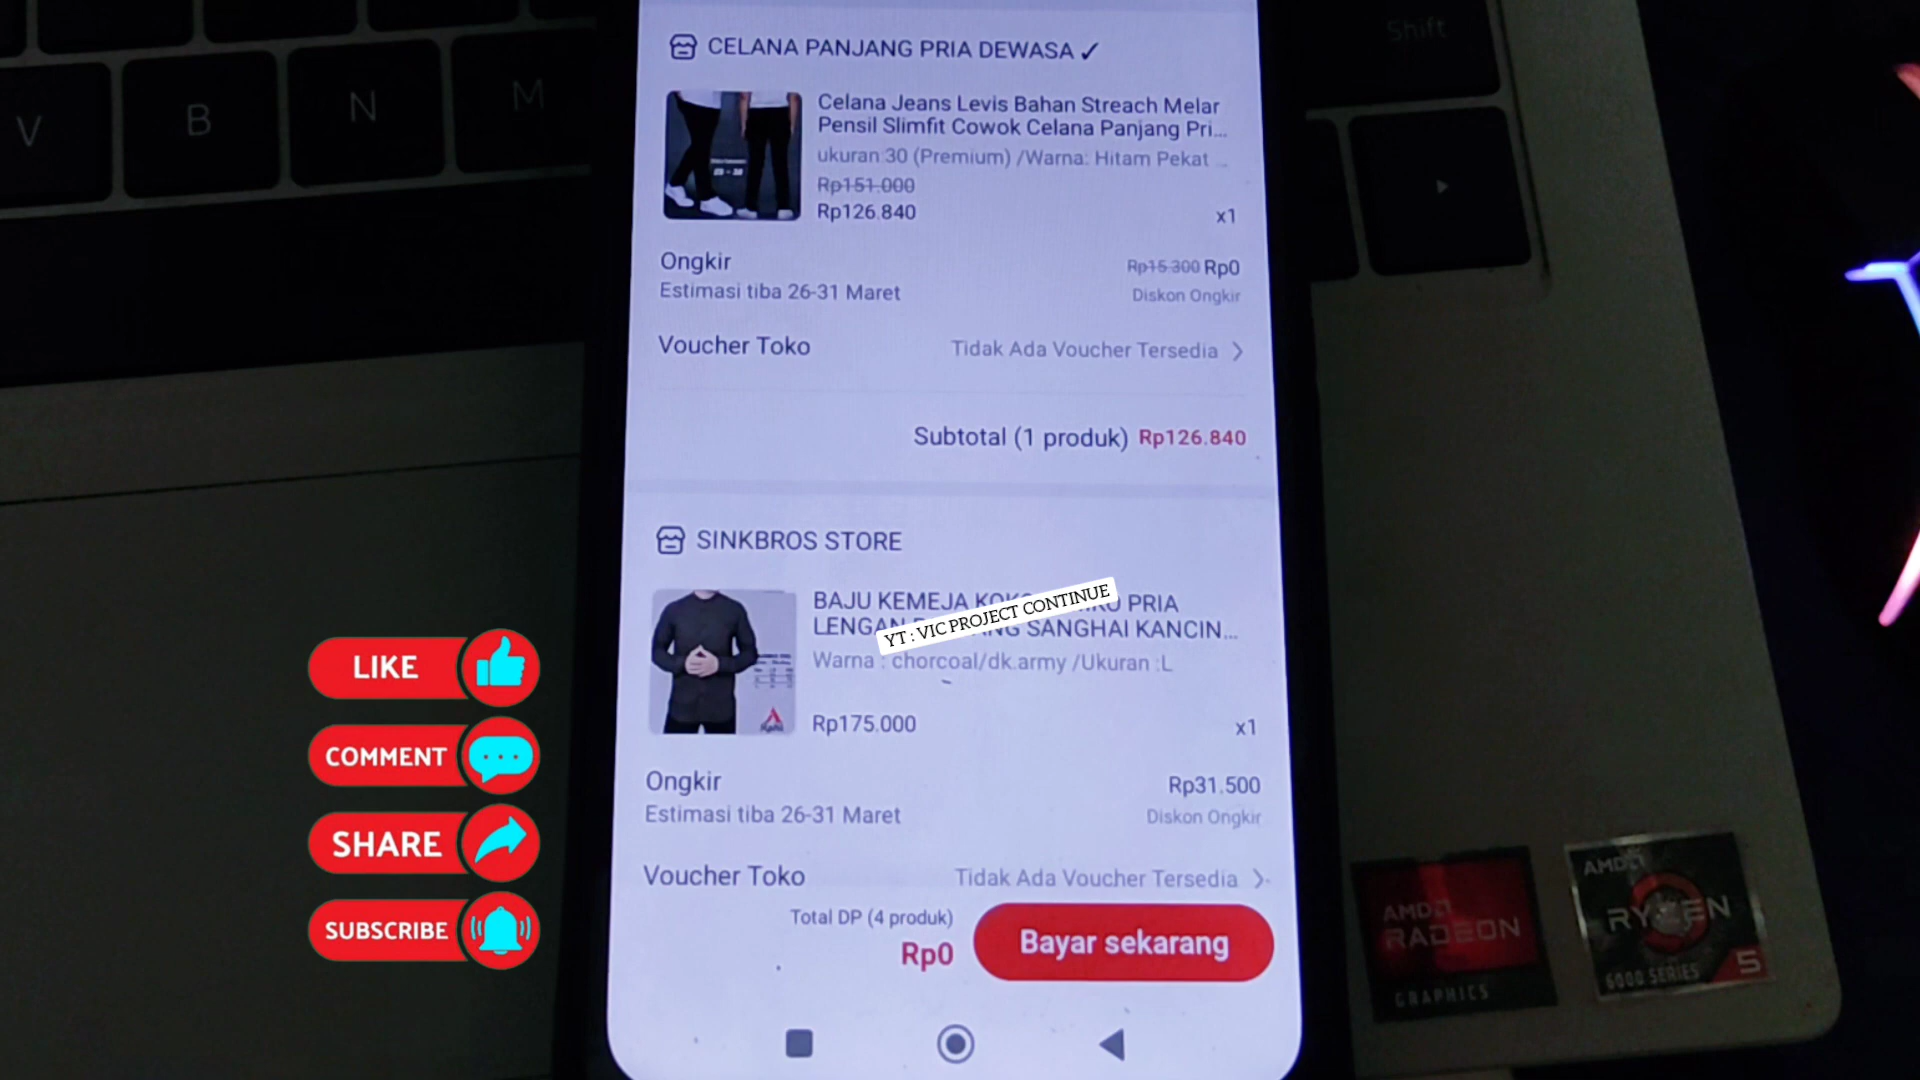 Shift
V
B
N
M
CELANA PANJANG PRIA DEWASA ✓
Celana Jeans Levis Bahan Streach Melar
Pensil Slimfit Cowok Celana Panjang Pri...
ukuran 30 (Premium) /Warna: Hitam Pekat
Rp151.000
Rp126.840
x1
Ongkir
Rp15.300 Rp0
Estimasi tiba 26-31 Maret
Diskon Ongkir
Voucher Toko
Tidak Ada Voucher Tersedia
Subtotal (1 produk) Rp126.840
SINKBROS STORE
BAJU KEMEJA PRIA
YT : VIC PROJECT CONTINUE
SANGHAI KANCIN...
Warna : chorcoal/dk.army /Ukuran :L
Rp175.000
x1
Ongkir
Rp31.500
Estimasi tiba 26-31 Maret
Diskon Ongkir
Voucher Toko
Tidak Ada Voucher Tersedia
Total DP (4 produk)
Rp0
Bayar sekarang
LIKE
COMMENT
SHARE
SUBSCRIBE
AMD
RADEON
GRAPHICS
AMD
RYZEN
5
6000 SERIES